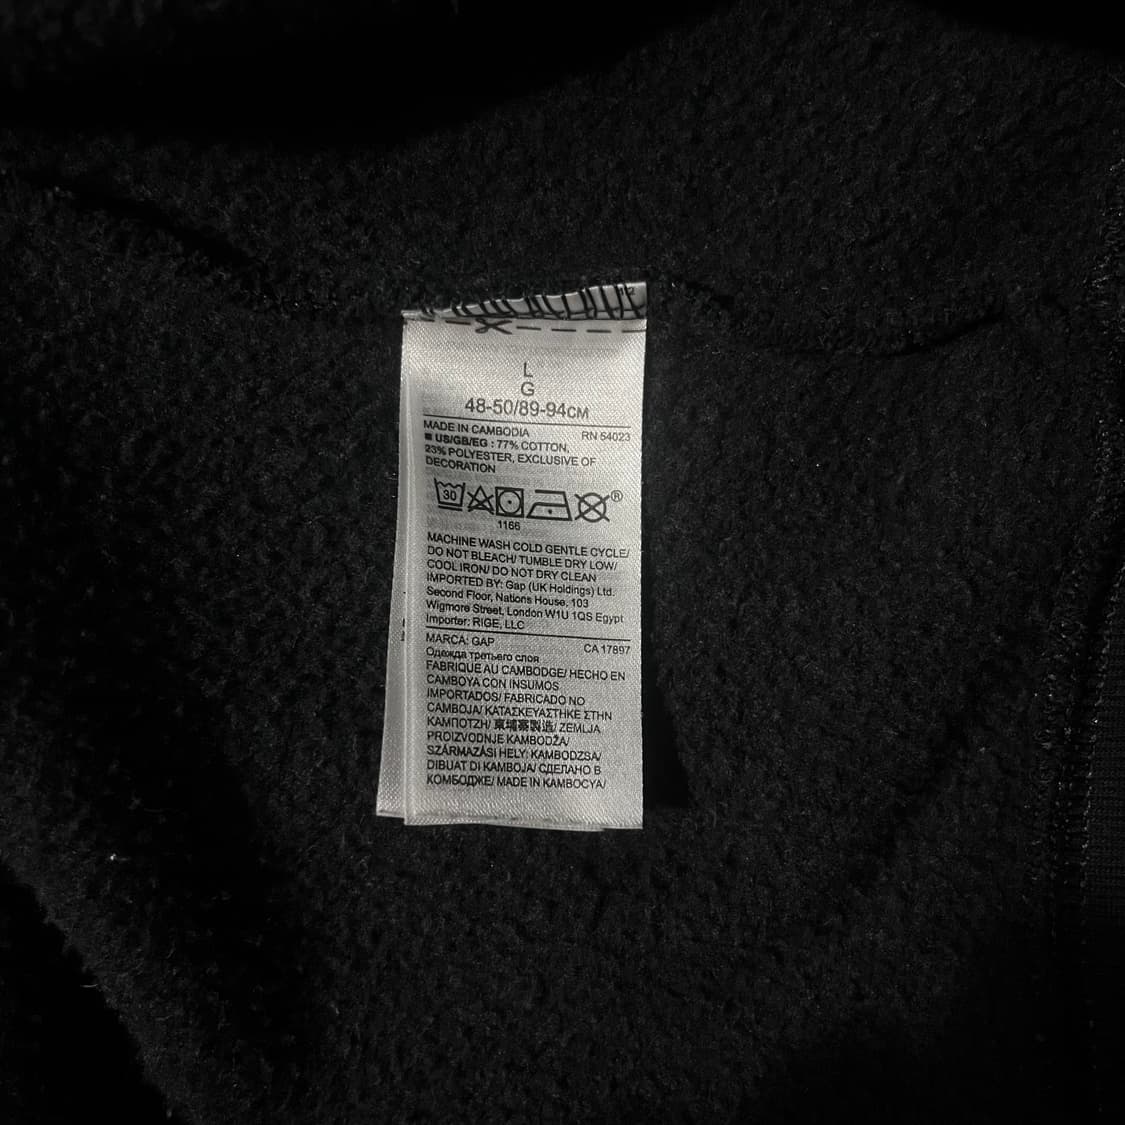 L
G
48-50/89-94CM
MADE IN CAMBODIA RN 54023
■ US/GB/EG : 77% COTTON,
23% POLYESTER, EXCLUSIVE OF
DECORATION
30 ®
1166
MACHINE WASH COLD GENTLE CYCLE/
DO NOT BLEACH/ TUMBLE DRY LOW/
COOL IRON/ DO NOT DRY CLEAN
IMPORTED BY: Gap (UK Holdings) Ltd.
Second Floor, Nations House, 103
Wigmore Street, London W1U 1QS Egypt
Importer: RIGE, LLC
MARCA: GAP CA 17897
Одежда третьего слоя
FABRIQUE AU CAMBODGE/ HECHO EN
CAMBOYA CON INSUMOS
IMPORTADOS/ FABRICADO NO
CAMBOJA/ ΚΑΤΑΣΚΕΥΑΣΤΗΚΕ ΣΤΗΝ
ΚΑΜΠΟΤΖΗ/ 柬埔寨製造/ ZEMLJA
PROIZVODNJE KAMBODŽA/
SZÁRMAZÁSI HELY: KAMBODZSA/
DIBUAT DI KAMBOJA/ СДЕЛАНО В
КОМБОДЖЕ/ MADE IN KAMBOCYA/